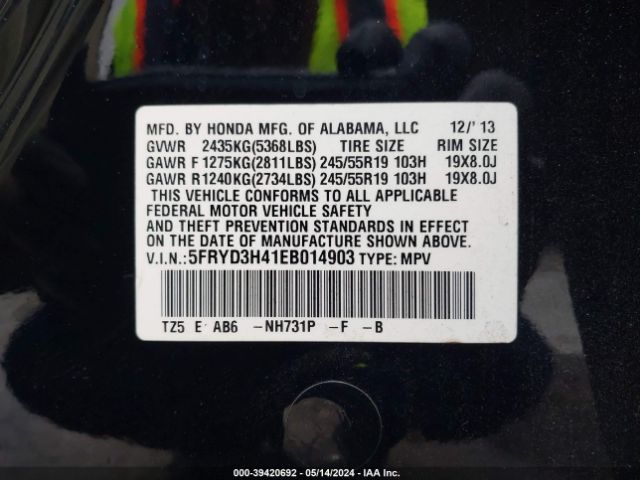 MFD. BY HONDA MFG. OF ALABAMA, LLC 12/' 13
GVWR 2435KG(5368LBS) TIRE SIZE RIM SIZE
GAWR F 1275KG(2811LBS) 245/55R19 103H 19X8.0J
GAWR R 1240KG(2734LBS) 245/55R19 103H 19X8.0J
THIS VEHICLE CONFORMS TO ALL APPLICABLE
FEDERAL MOTOR VEHICLE SAFETY
AND THEFT PREVENTION STANDARDS IN EFFECT
ON THE DATE OF MANUFACTURE SHOWN ABOVE.
V.I.N.: 5FRYD3H41EB014903 TYPE: MPV
TZ5 E AB6 -NH731P -F -B
000-39420692 - 05/14/2024 - IAA Inc.